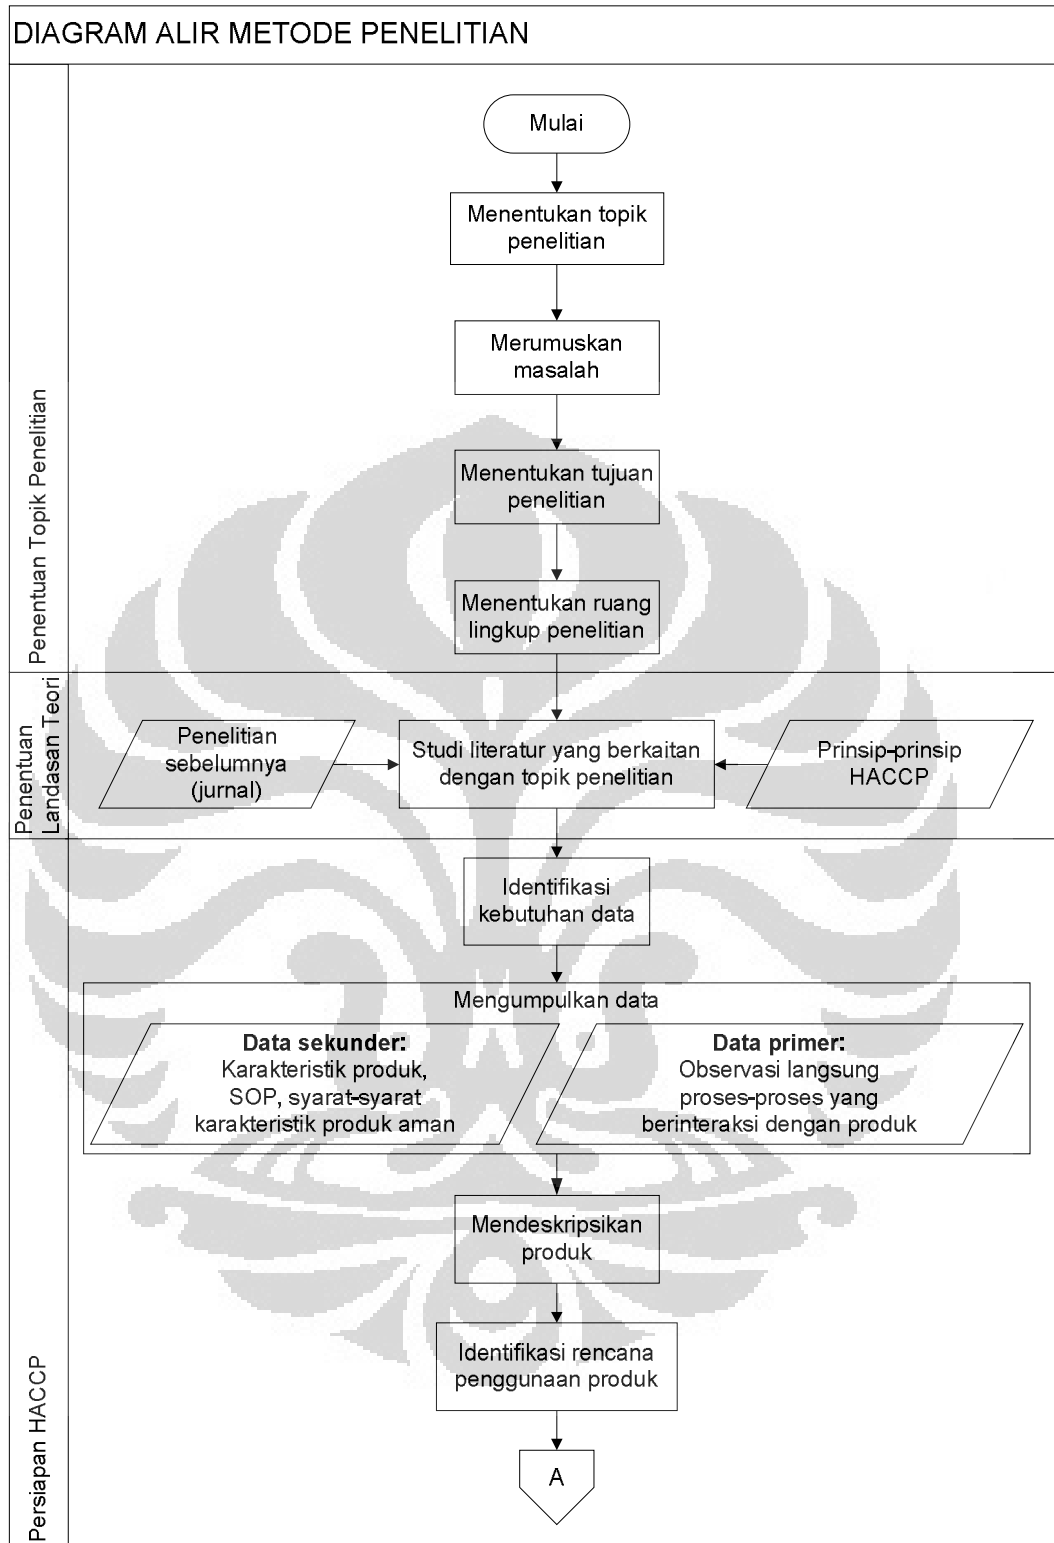 DIAGRAM ALIR METODE PENELITIAN
Penentuan Topik Penelitian
Mulai
Menentukan topik
penelitian
Merumuskan
masalah
Menentukan tujuan
penelitian
Menentukan ruang
lingkup penelitian
Penentuan
Landasan Teori
Penelitian
sebelumnya
(jurnal)
Studi literatur yang berkaitan
dengan topik penelitian
Prinsip-prinsip
HACCP
Persiapan HACCP
Identifikasi
kebutuhan data
Mengumpulkan data
Data sekunder:
Karakteristik produk,
SOP, syarat-syarat
karakteristik produk aman
Data primer:
Observasi langsung
proses-proses yang
berinteraksi dengan produk
Mendeskripsikan
produk
Identifikasi rencana
penggunaan produk
A